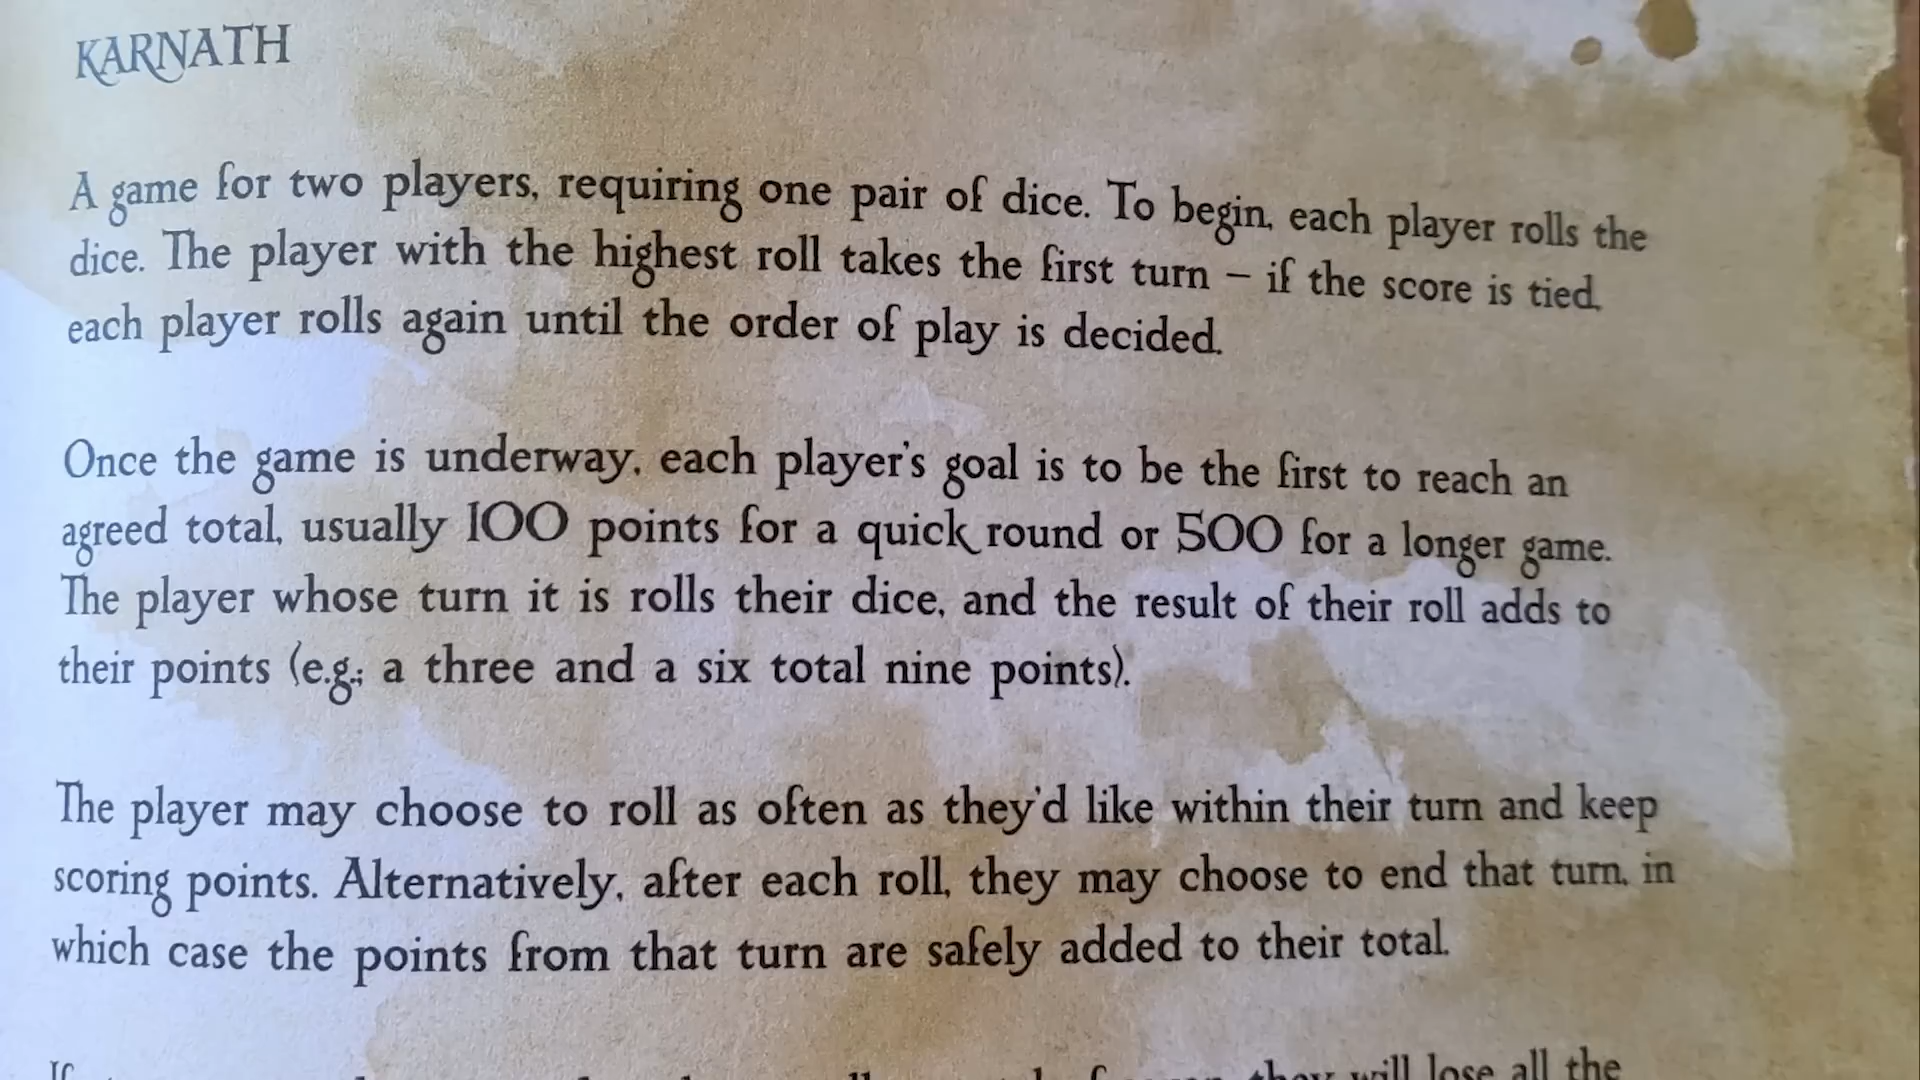 KARNATH
A game for two players, requiring one pair of dice. To begin, each player rolls the
dice. The player with the highest roll takes the first turn – if the score is tied,
each player rolls again until the order of play is decided.
Once the game is underway, each player's goal is to be the first to reach an
agreed total, usually 100 points for a quick round or 500 for a longer game.
The player whose turn it is rolls their dice, and the result of their roll adds to
their points (e.g.; a three and a six total nine points).
The player may choose to roll as often as they'd like within their turn and keep
scoring points. Alternatively, after each roll, they may choose to end that turn, in
which case the points from that turn are safely added to their total.
If they will lose all the